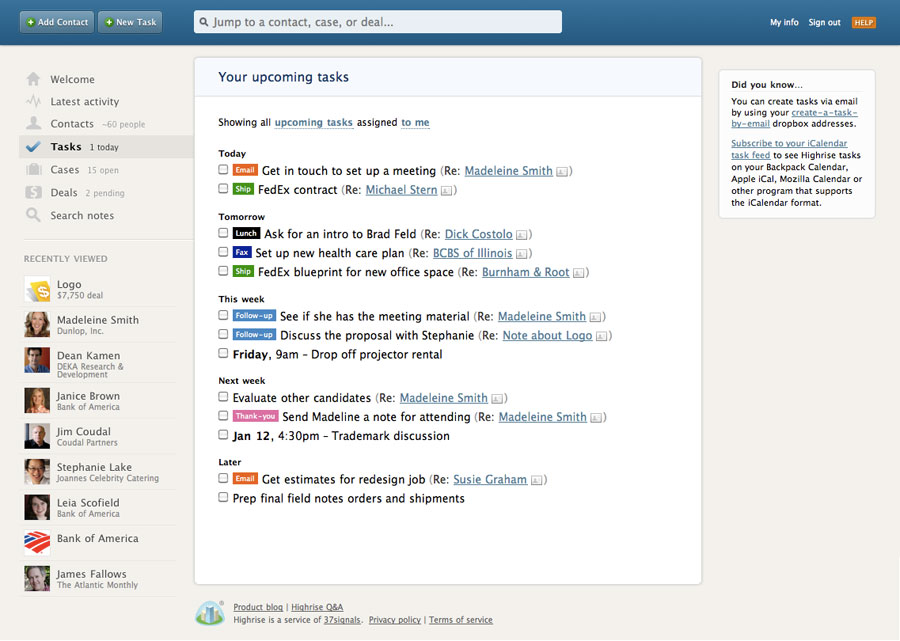 Add Contact
New Task
Jump to a contact, case, or deal...
My info
Sign out
HELP
Welcome
Latest activity
Contacts ~60 people
Tasks 1 today
Cases 15 open
Deals 2 pending
Search notes
RECENTLY VIEWED
Logo
$7,750 deal
Madeleine Smith
Dunlop, Inc.
Dean Kamen
DEKA Research &
Development
Janice Brown
Bank of America
Jim Coudal
Coudal Partners
Stephanie Lake
Joannes Celebrity Catering
Leia Scofield
Bank of America
Bank of America
James Fallows
The Atlantic Monthly
Your upcoming tasks
Showing all upcoming tasks assigned to me
Today
Email Get in touch to set up a meeting (Re: Madeleine Smith )
Ship FedEx contract (Re: Michael Stern )
Tomorrow
Lunch Ask for an intro to Brad Feld (Re: Dick Costolo )
Fax Set up new health care plan (Re: BCBS of Illinois )
Ship FedEx blueprint for new office space (Re: Burnham & Root )
This week
Follow-up See if she has the meeting material (Re: Madeleine Smith )
Follow-up Discuss the proposal with Stephanie (Re: Note about Logo )
Friday, 9am – Drop off projector rental
Next week
Evaluate other candidates (Re: Madeleine Smith )
Thank-you Send Madeline a note for attending (Re: Madeleine Smith )
Jan 12, 4:30pm – Trademark discussion
Later
Email Get estimates for redesign job (Re: Susie Graham )
Prep final field notes orders and shipments
Did you know...
You can create tasks via email
by using your create-a-task-
by-email dropbox addresses.
Subscribe to your iCalendar
task feed to see Highrise tasks
on your Backpack Calendar,
Apple iCal, Mozilla Calendar or
other program that supports
the iCalendar format.
Product blog | Highrise Q&A
Highrise is a service of 37signals. Privacy policy | Terms of service